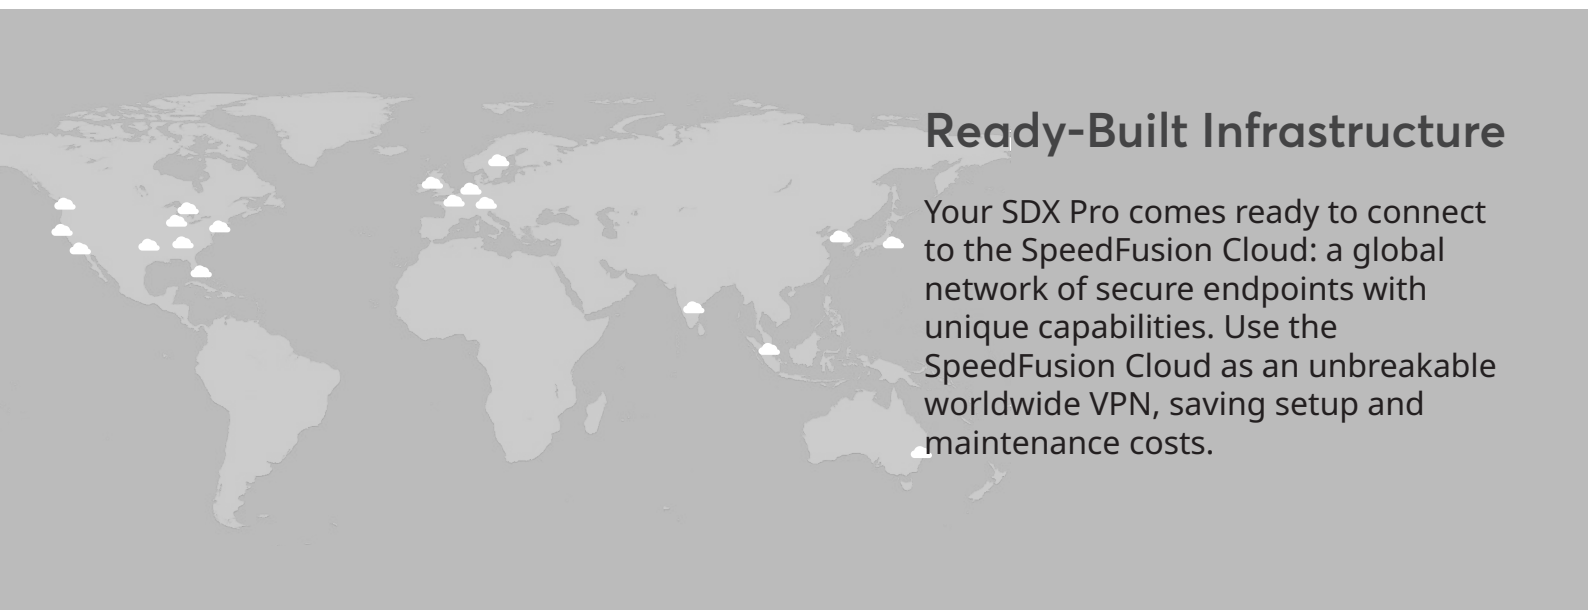 Ready-Built Infrastructure
Your SDX Pro comes ready to connect
to the SpeedFusion Cloud: a global
network of secure endpoints with
unique capabilities. Use the
SpeedFusion Cloud as an unbreakable
worldwide VPN, saving setup and
maintenance costs.